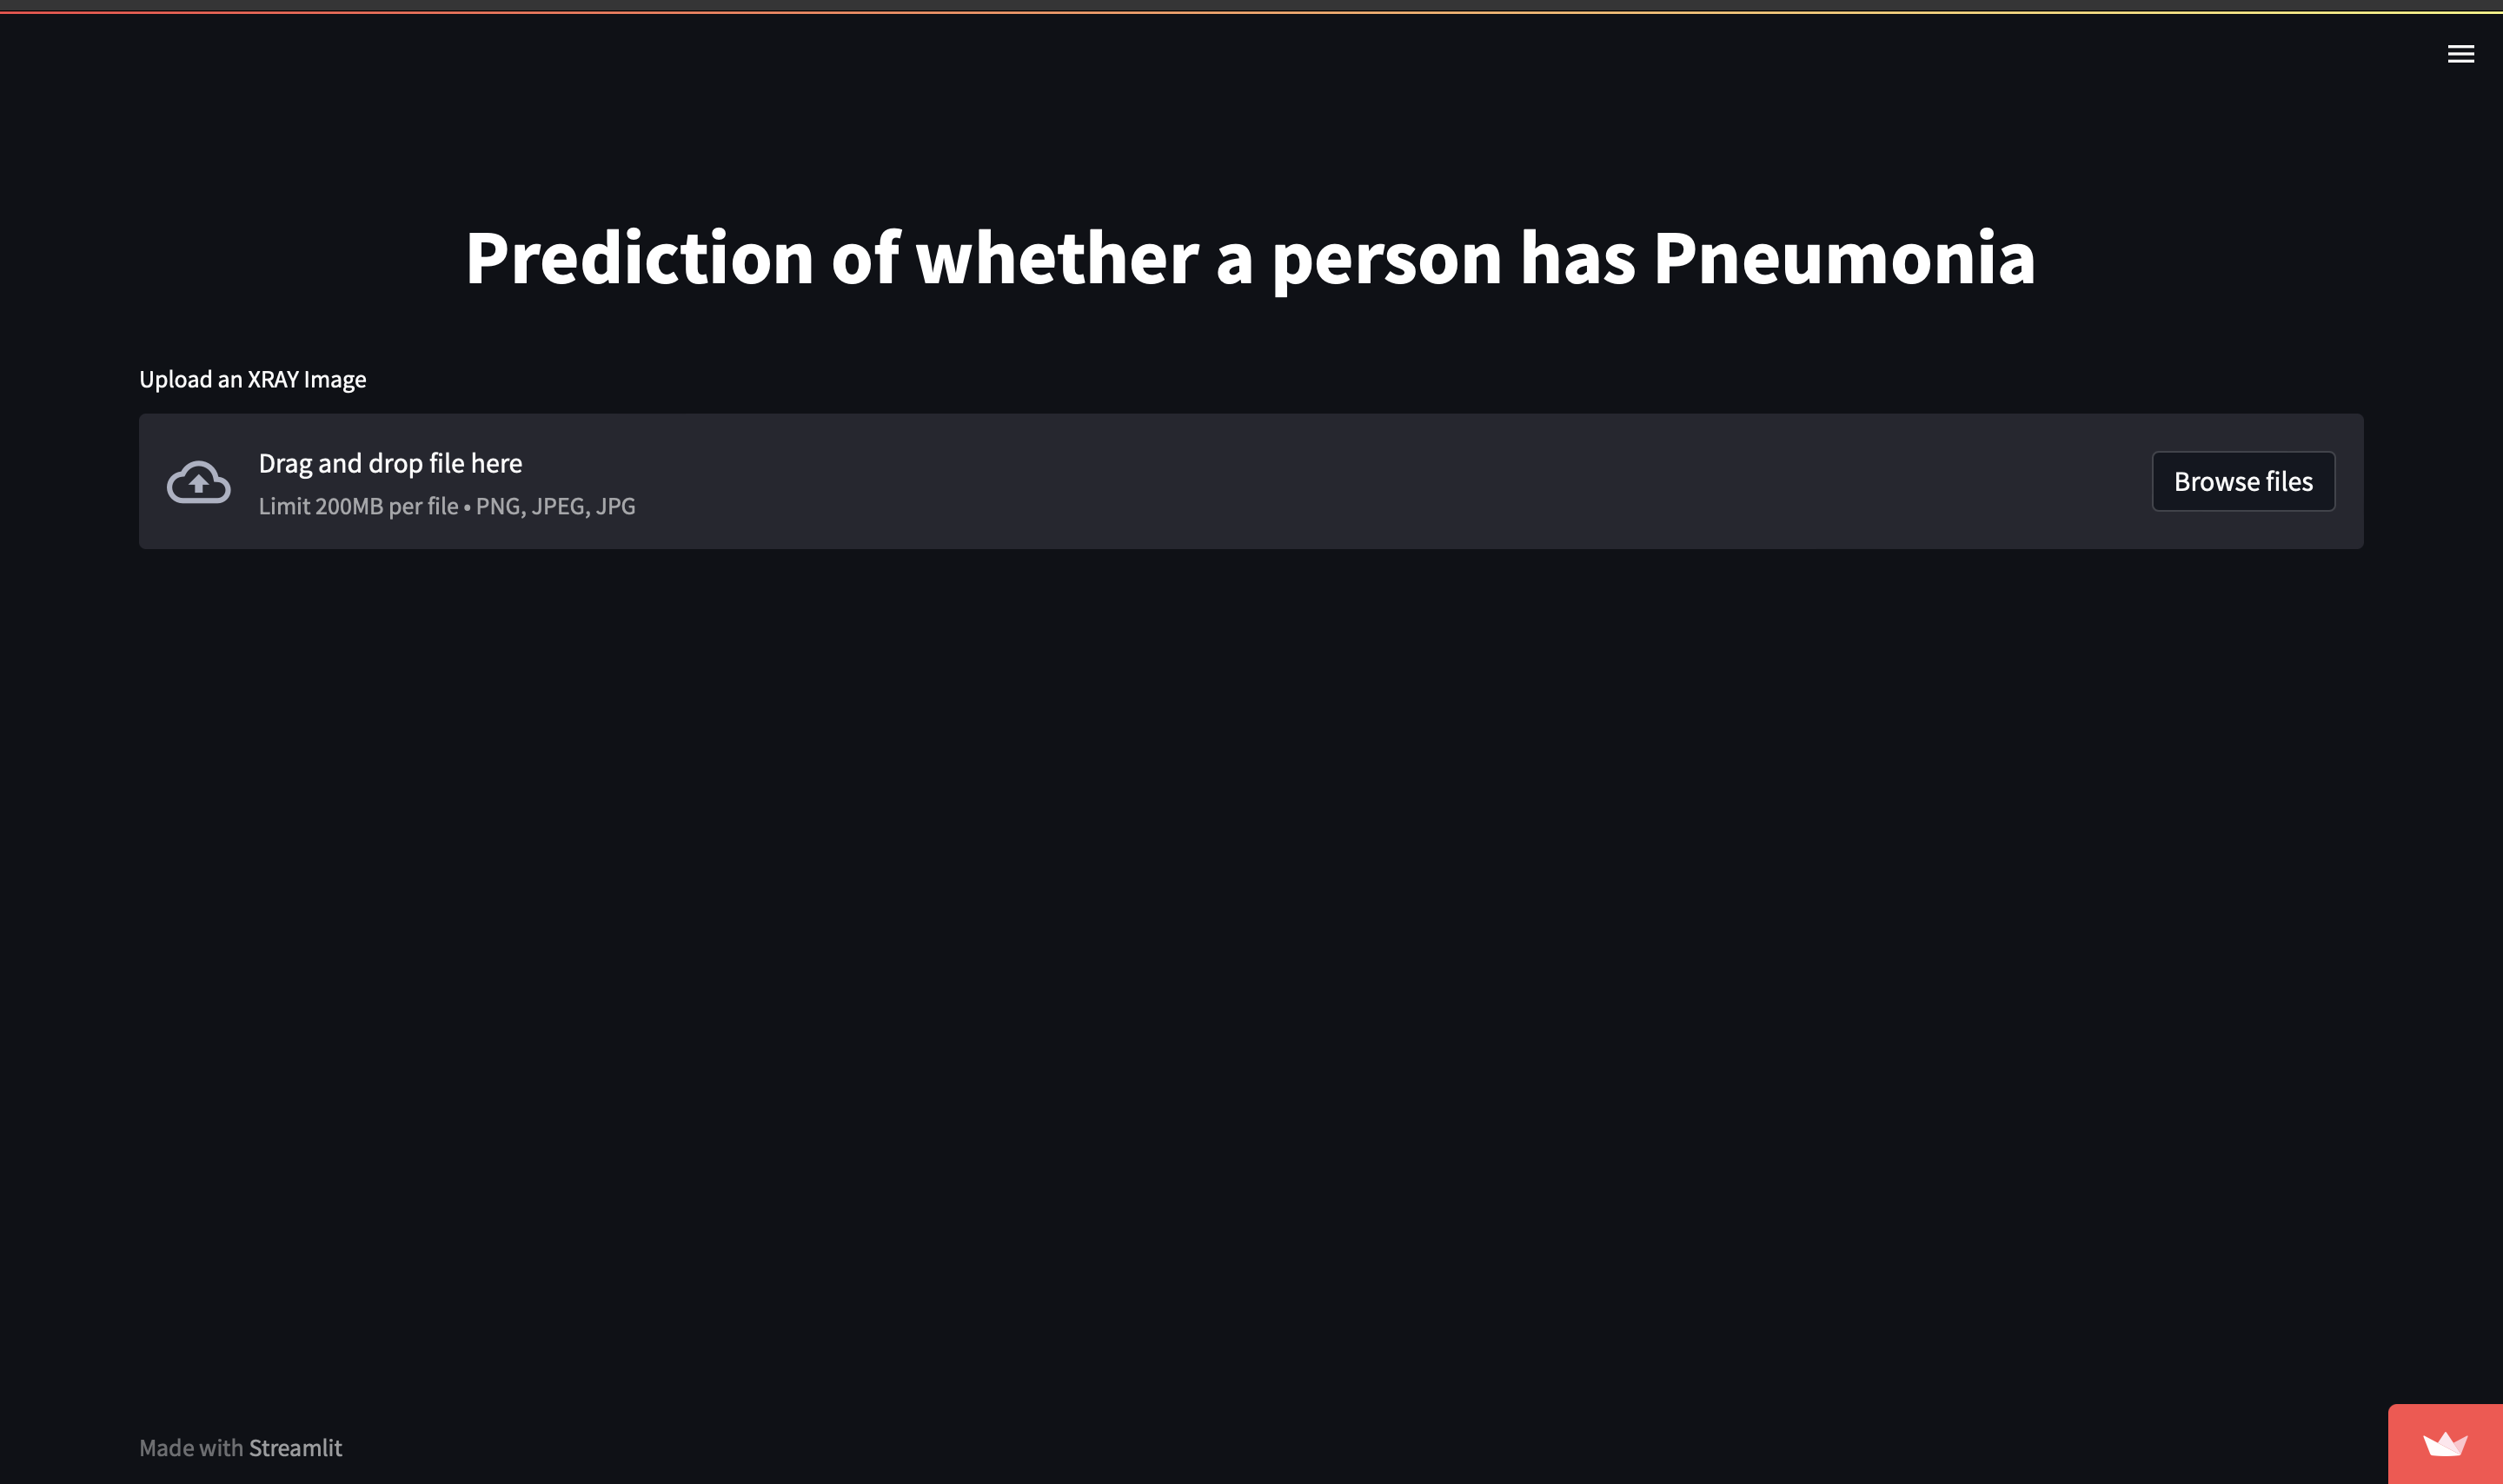 Prediction of whether a person has Pneumonia
Upload an XRAY Image
Drag and drop file here
Limit 200MB per file • PNG, JPEG, JPG
Browse files
Made with Streamlit